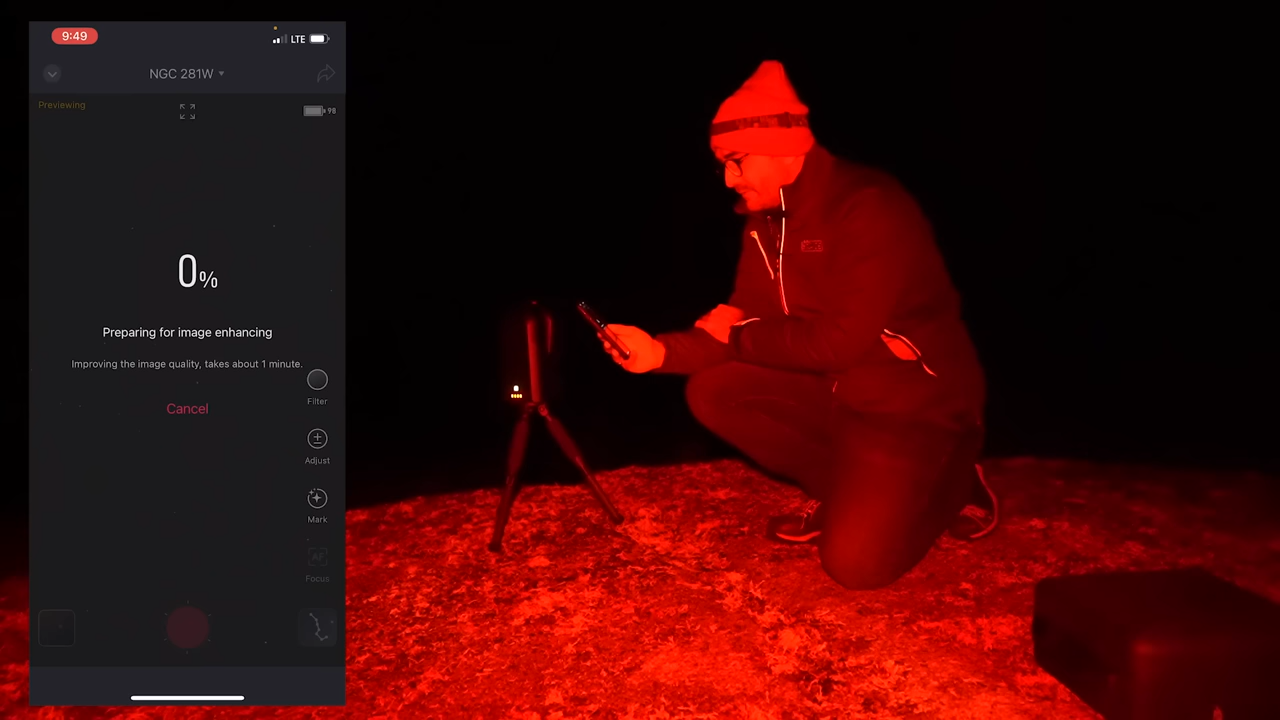 9:49
LTE
NGC 281W
Previewing
98
0%
Preparing for image enhancing
Improving the image quality, takes about 1 minute.
Cancel
Filter
Adjust
Mark
AF
Focus